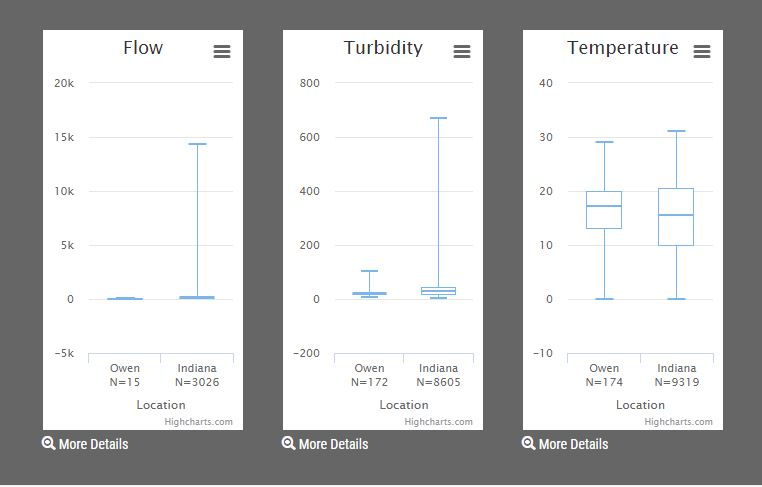 Flow
20k
15k
10k
5k
0
-5k
Owen
N=15
Indiana
N=3026
Location
Highcharts.com
More Details
Turbidity
800
600
400
200
0
-200
Owen
N=172
Indiana
N=8605
Location
Highcharts.com
More Details
Temperature
40
30
20
10
0
-10
Owen
N=174
Indiana
N=9319
Location
Highcharts.com
More Details